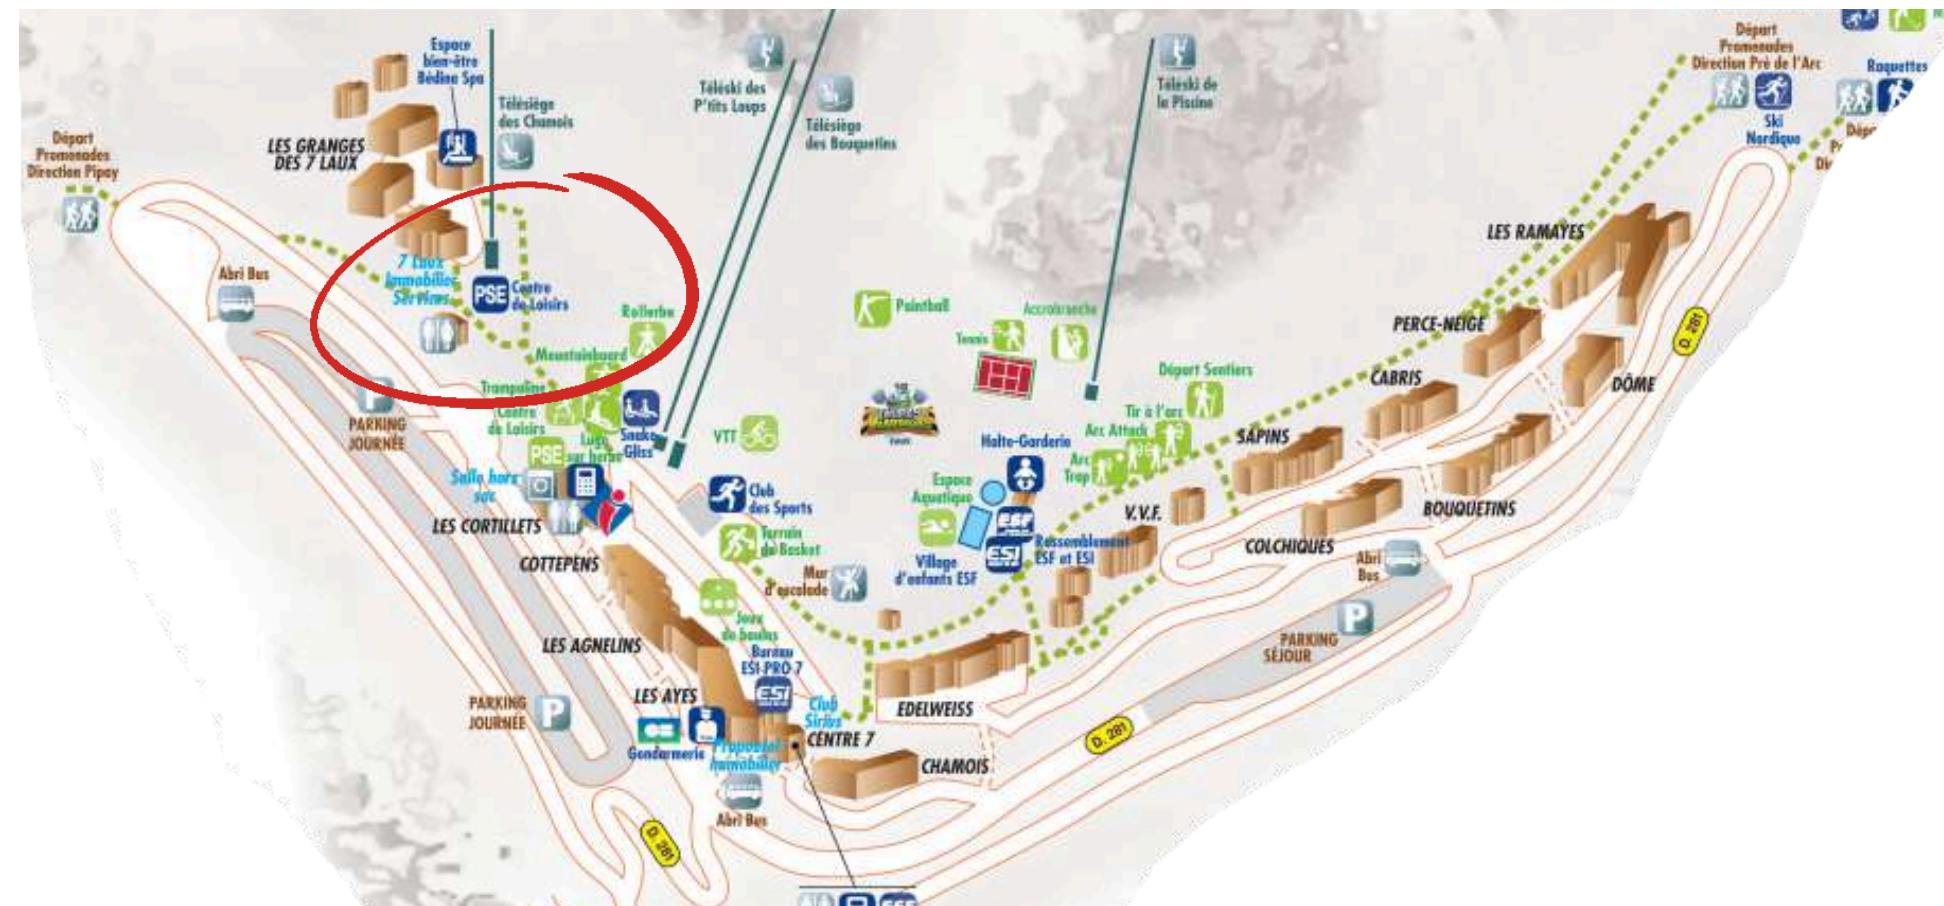 Espace
bien-être
Bédina Spa
Télésiège
des Chamois
LES GRANGES
DES 7 LAUX
Départ
Promenades
Direction Pipay
Abri Bus
7 Laux
Immobilier
Services
PSE
Centre
de Loisirs
Téléski des
P'tits Loups
Télésiège
des Bouquetins
Téléski de
la Piscine
Départ
Promenades
Direction Pré de l'Arc
Ski
Nordique
Raquettes
Rollerbe
Mountainboard
Trampoline
Centre
de Loisirs
PSE
Luge
sur herbe
Snake
Gliss
P
PARKING
JOURNÉE
Salle hors
sac
LES CORTILLETS
COTTEPENS
LES AGNELINS
LES AYES
P
PARKING
JOURNÉE
VTT
Club
des Sports
Terrain
de Basket
Mur
d'escalade
Jeux
de boules
Bureau
ESI-PRO 7
ESI
Club
Sirius
CENTRE 7
Gendarmerie
Propouset
Immobilier
Abri Bus
D. 281
Paintball
Tennis
Accrobranche
Départ Sentiers
Tir à l'arc
Arc Attack
Arc
Trap
Halte-Garderie
Espace
Aquatique
ESF
ESI
Rassemblement
ESF et ESI
Village
d'enfants ESF
V.V.F.
EDELWEISS
CHAMOIS
D. 281
LES RAMAYES
PERCE-NEIGE
CABRIS
DÔME
SAPINS
BOUQUETINS
COLCHIQUES
Abri
Bus
P
PARKING
SÉJOUR
D. 281